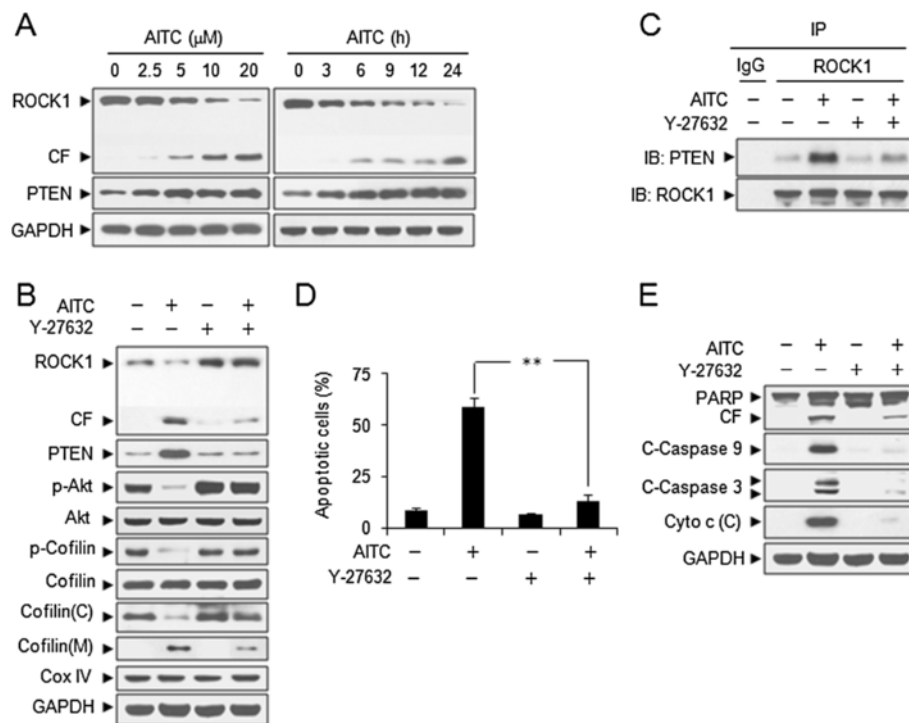 A
AITC (μM) AITC (h)
0 2.5 5 10 20 0 3 6 9 12 24
ROCK1
CF
PTEN
GAPDH
C
IP
IgG ROCK1
AITC – – + – +
Y-27632 – – – + +
IB: PTEN
IB: ROCK1
B
AITC – + – +
Y-27632 – – + +
ROCK1
CF
PTEN
p-Akt
Akt
p-Cofilin
Cofilin
Cofilin(C)
Cofilin(M)
Cox IV
GAPDH
D
**
Apoptotic cells (%)
75
50
25
0
AITC – + – +
Y-27632 – – + +
E
AITC – + – +
Y-27632 – – + +
PARP
CF
C-Caspase 9
C-Caspase 3
Cyto c (C)
GAPDH